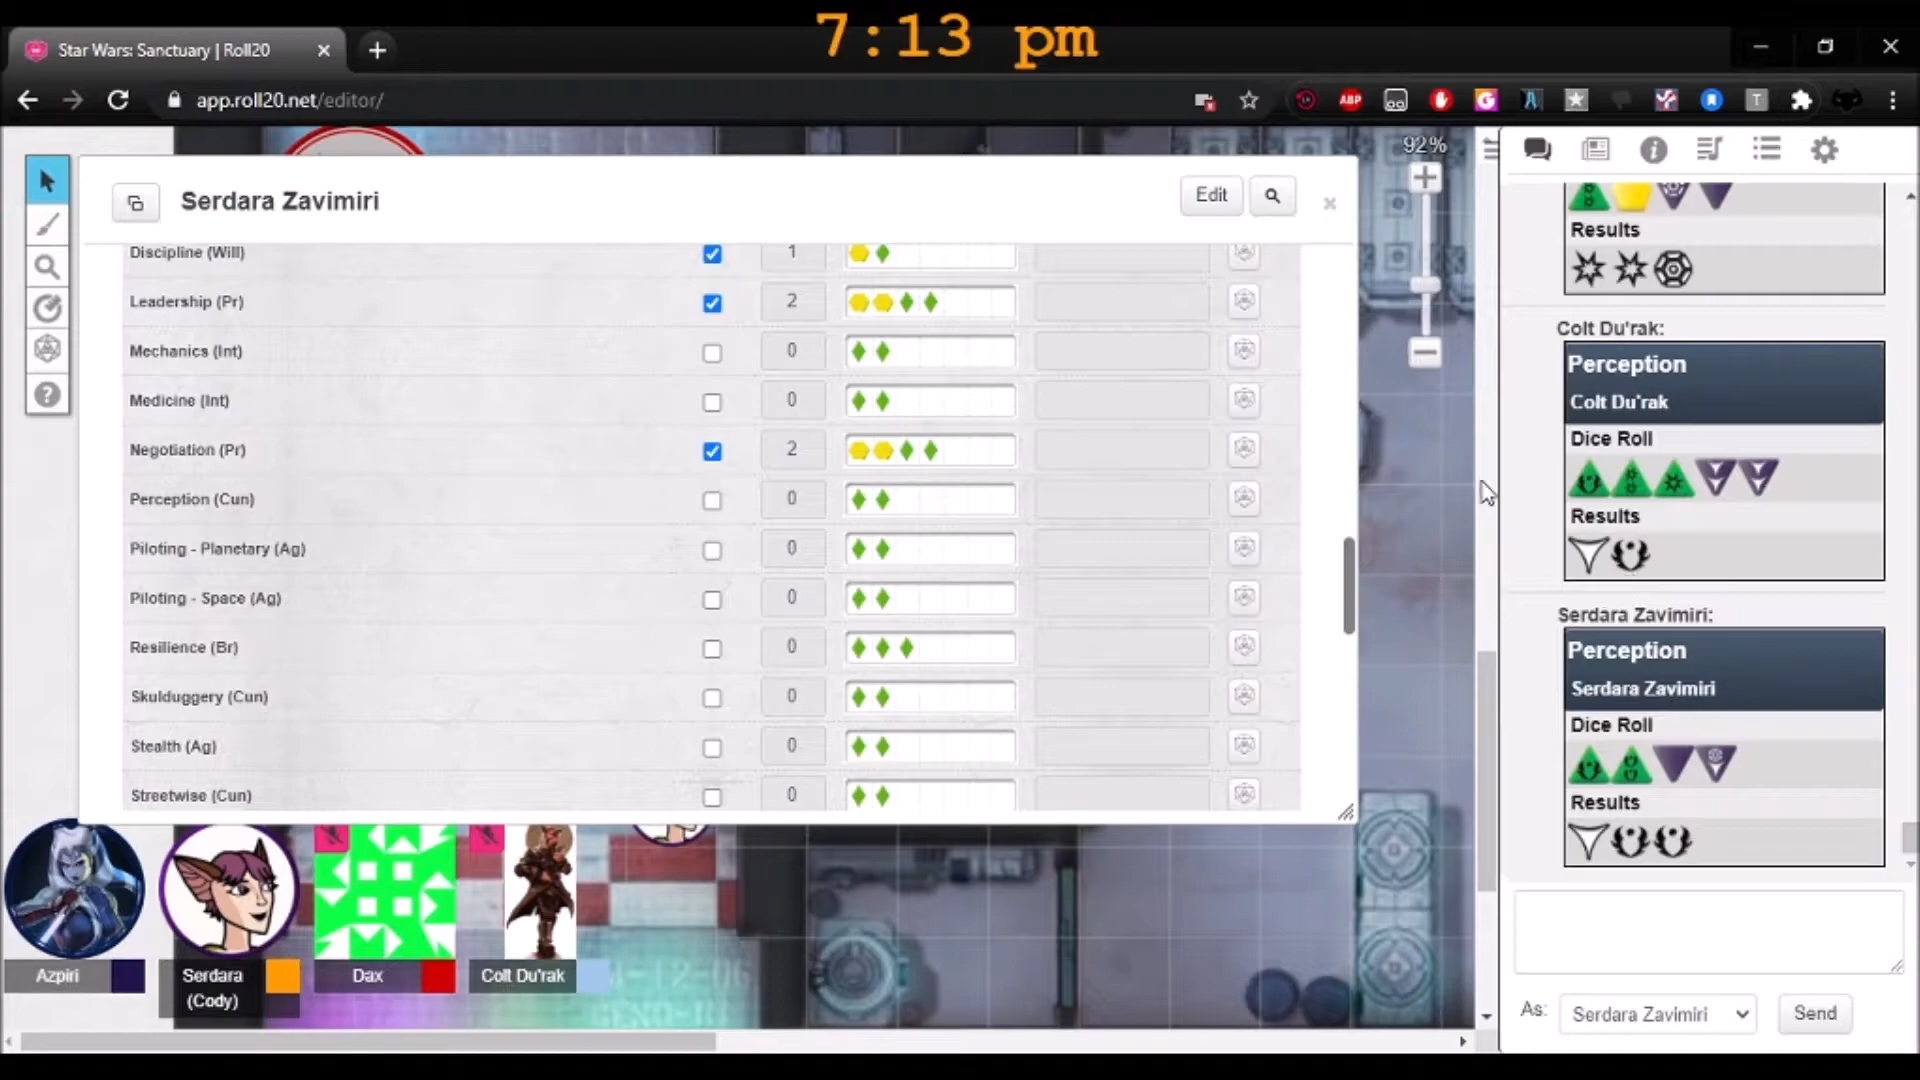 7:13 pm
Star Wars: Sanctuary | Roll20
app.roll20.net/editor/
ABP
T
92%
Serdara Zavimiri
Edit
Discipline (Will) 1
Leadership (Pr) 2
Mechanics (Int) 0
Medicine (Int) 0
Negotiation (Pr) 2
Perception (Cun) 0
Piloting - Planetary (Ag) 0
Piloting - Space (Ag) 0
Resilience (Br) 0
Skulduggery (Cun) 0
Stealth (Ag) 0
Streetwise (Cun) 0
Results
Colt Du'rak:
Perception
Colt Du'rak
Dice Roll
Results
Serdara Zavimiri:
Perception
Serdara Zavimiri
Dice Roll
Results
As: Serdara Zavimiri Send
Azpiri
Serdara
(Cody)
Dax
Colt Du'rak